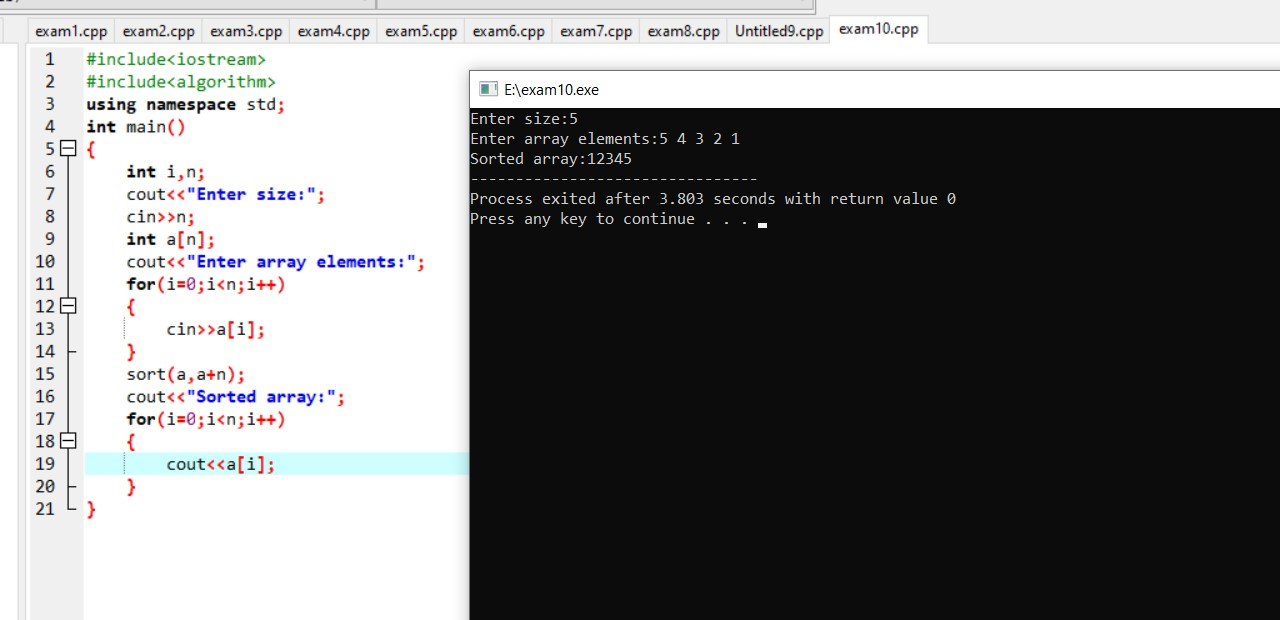 exam1.cpp exam2.cpp exam3.cpp exam4.cpp exam5.cpp exam6.cpp exam7.cpp exam8.cpp Untitled9.cpp exam10.cpp
1 #include<iostream>
2 #include<algorithm>
3 using namespace std;
4 int main()
5 {
6 int i,n;
7 cout<<"Enter size:";
8 cin>>n;
9 int a[n];
10 cout<<"Enter array elements:";
11 for(i=0;i<n;i++)
12 {
13 cin>>a[i];
14 }
15 sort(a,a+n);
16 cout<<"Sorted array:";
17 for(i=0;i<n;i++)
18 {
19 cout<<a[i];
20 }
21 }
E:\exam10.exe
Enter size:5
Enter array elements:5 4 3 2 1
Sorted array:12345
--------------------------------
Process exited after 3.803 seconds with return value 0
Press any key to continue . . .